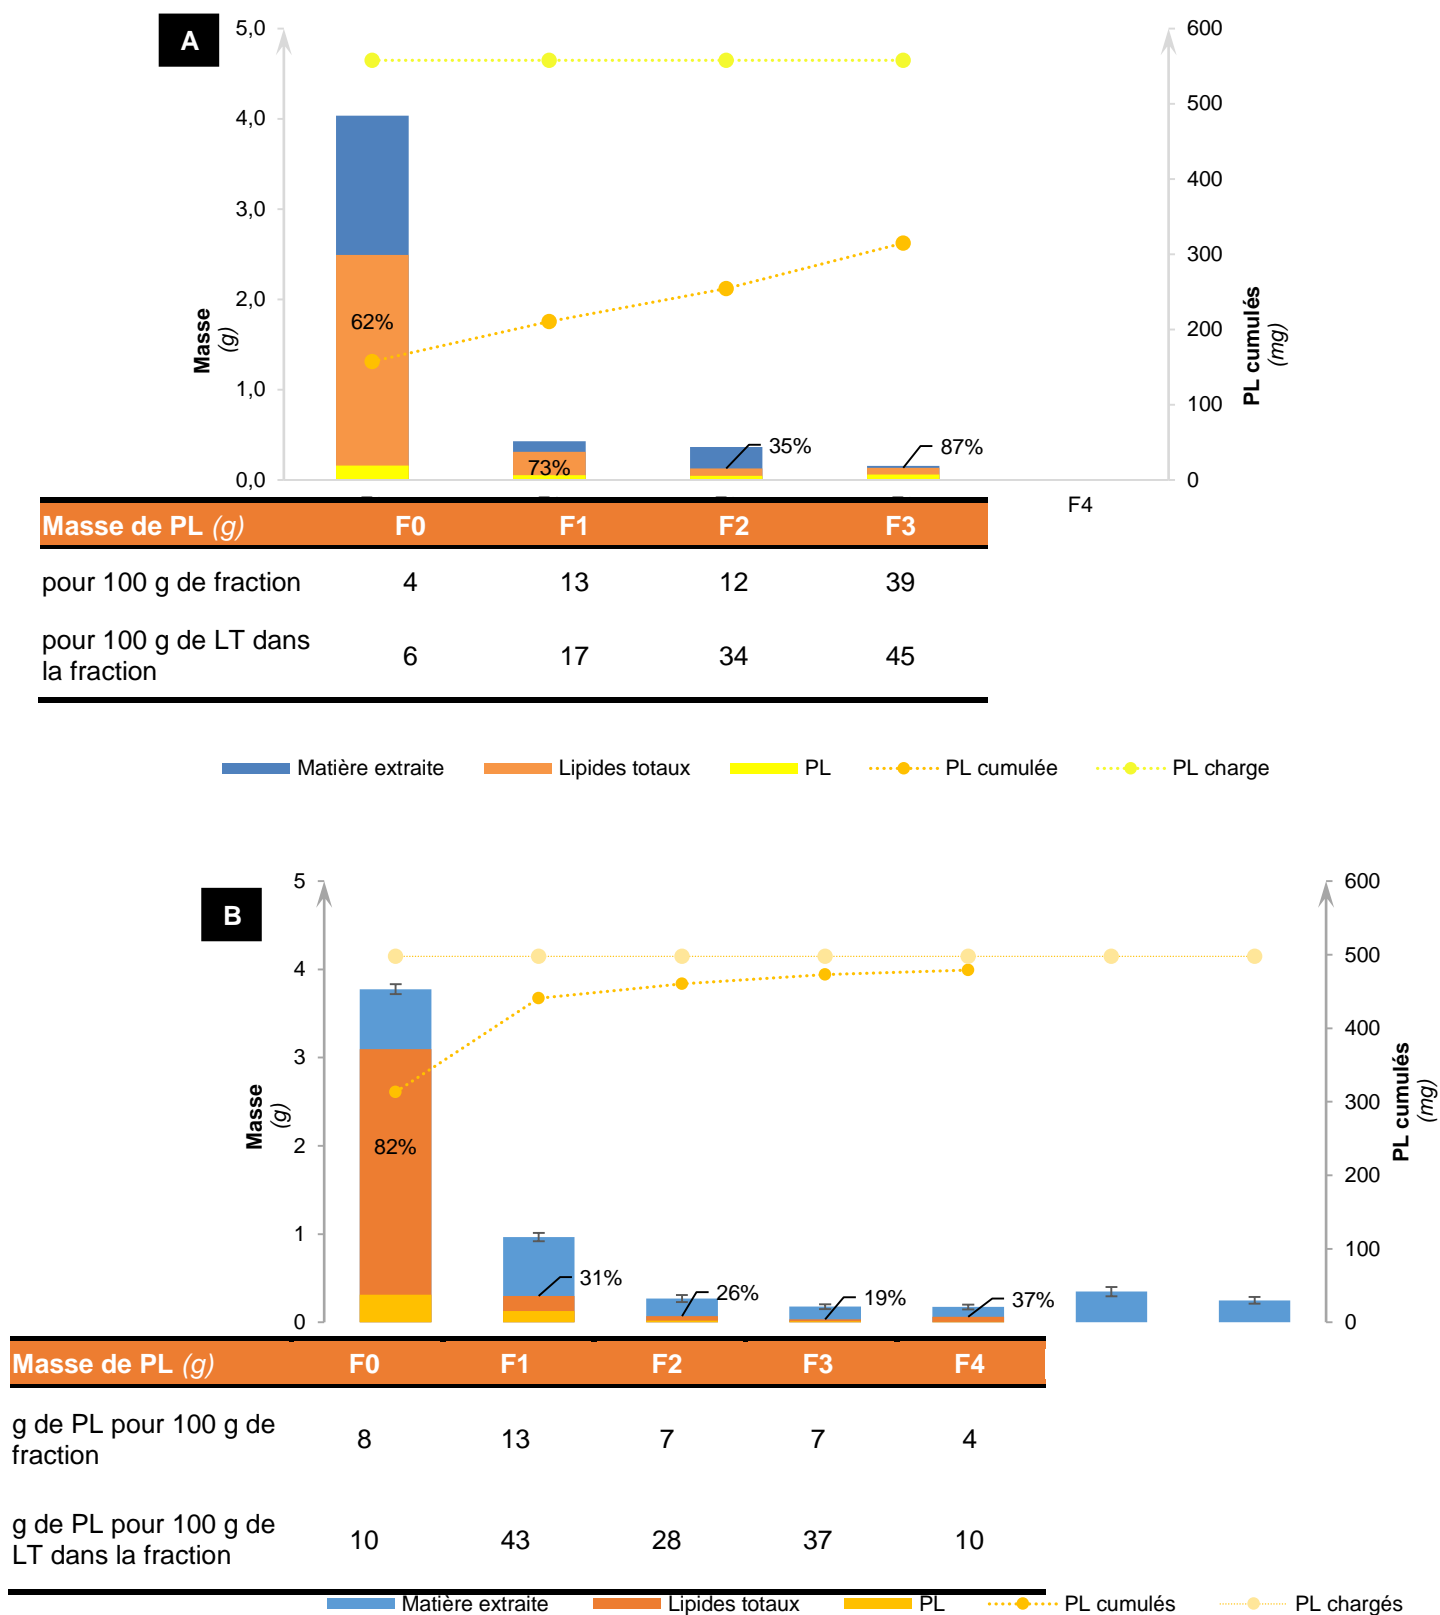 A
5,0
4,0
3,0
2,0
1,0
0,0
Masse
(g)
600
500
400
300
200
100
0
PL cumulés
(mg)
62%
73%
35%
87%
F4
Masse de PL (g) F0 F1 F2 F3
pour 100 g de fraction 4 13 12 39
pour 100 g de LT dans
la fraction 6 17 34 45
Matière extraite Lipides totaux PL PL cumulée PL charge
B
5
4
3
2
1
0
Masse
(g)
600
500
400
300
200
100
0
PL cumulés
(mg)
82%
31%
26%
19%
37%
Masse de PL (g) F0 F1 F2 F3 F4
g de PL pour 100 g de
fraction 8 13 7 7 4
g de PL pour 100 g de
LT dans la fraction 10 43 28 37 10
Matière extraite Lipides totaux PL PL cumulés PL chargés